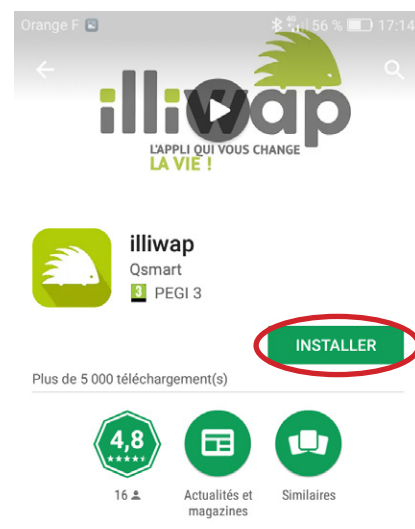 Orange F 4G 56 % 17:14
illiwap
L'APPLI QUI VOUS CHANGE
LA VIE !
illiwap
Qsmart
3 PEGI 3
INSTALLER
Plus de 5 000 téléchargement(s)
4,8
16
Actualités et
magazines
Similaires